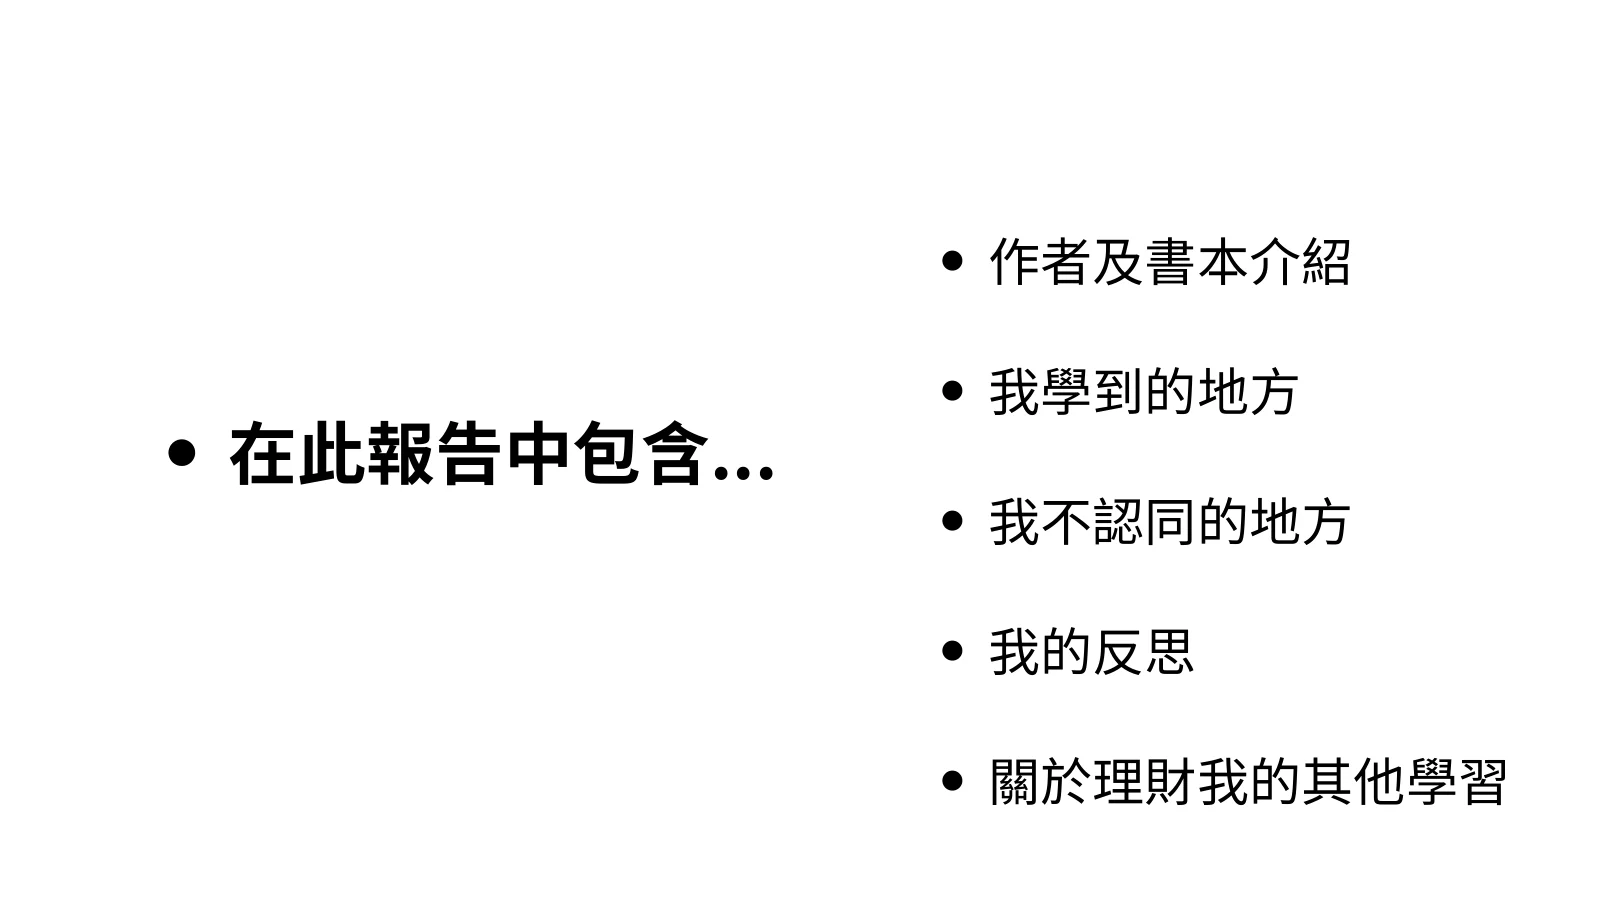 • 在此報告中包含...
• 作者及書本介紹
• 我學到的地方
• 我不認同的地方
• 我的反思
• 關於理財我的其他學習